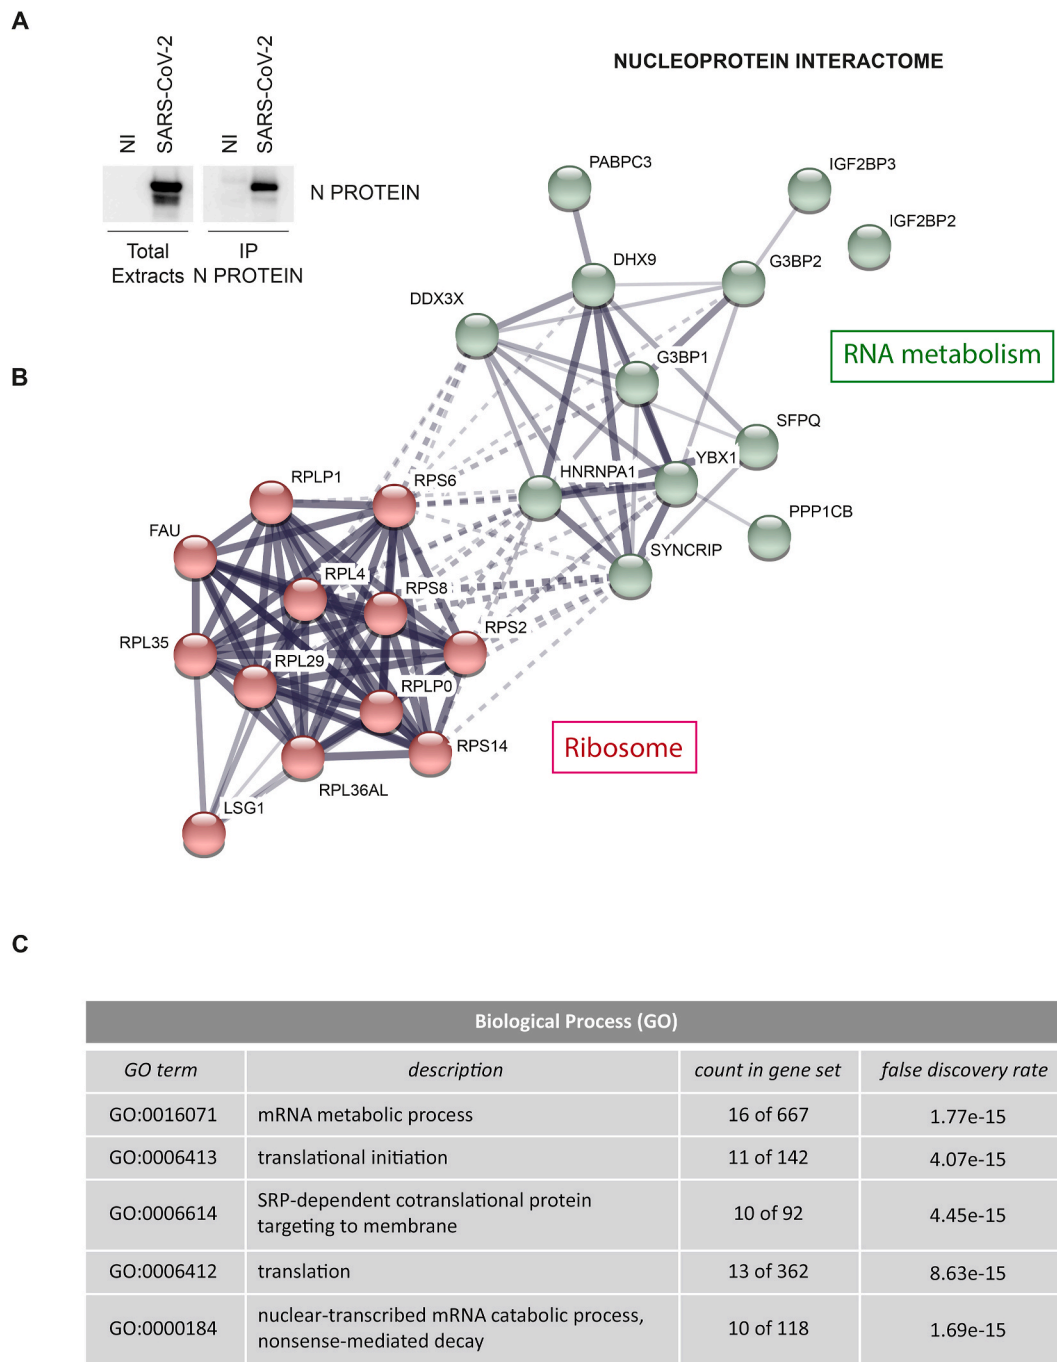 A
NI
SARS-CoV-2
NI
SARS-CoV-2
N PROTEIN
Total
Extracts
IP
N PROTEIN
NUCLEOPROTEIN INTERACTOME
B
PABPC3
IGF2BP3
IGF2BP2
DHX9
G3BP2
DDX3X
RNA metabolism
G3BP1
SFPQ
YBX1
HNRNPA1
PPP1CB
SYNCRIP
RPLP1
RPS6
FAU
RPL4
RPS8
RPS2
RPL35
RPL29
RPLP0
RPS14
Ribosome
RPL36AL
LSG1
C
Biological Process (GO)
GO term description count in gene set false discovery rate
GO:0016071 mRNA metabolic process 16 of 667 1.77e-15
GO:0006413 translational initiation 11 of 142 4.07e-15
GO:0006614 SRP-dependent cotranslational protein 10 of 92 4.45e-15
targeting to membrane
GO:0006412 translation 13 of 362 8.63e-15
GO:0000184 nuclear-transcribed mRNA catabolic process, 10 of 118 1.69e-15
nonsense-mediated decay